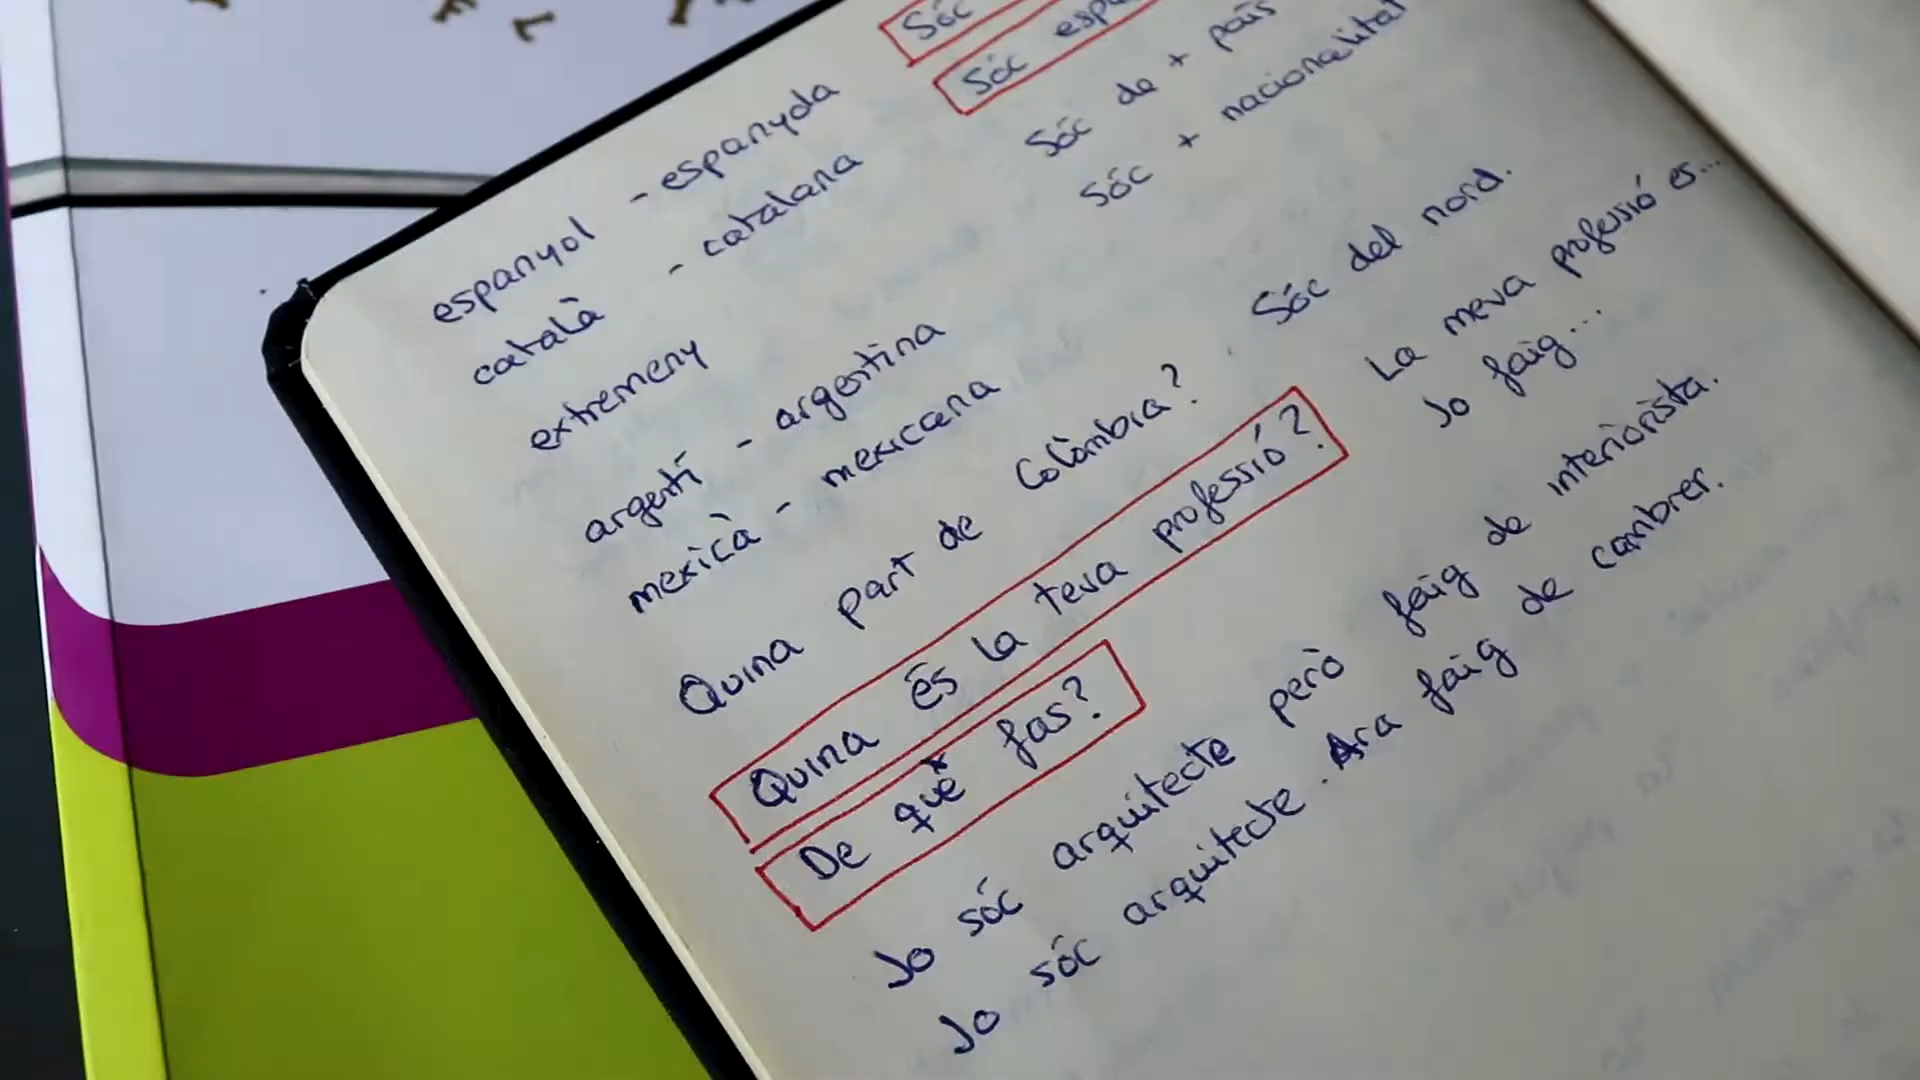 Sóc
Sóc
Sóc de + país
Sóc + nacionalitat
espanyol - espanyola
català - catalana
extremeny
argentí - argentina
mexicà - mexicana
Quina part de Colòmbia? Sóc del nord.
Quina és la teva professió? La meva professió es...
De què* fas? Jo faig...
Jo sóc arquitecte però faig de interiorista.
Jo sóc arquitecte. Ara faig de cambrer.